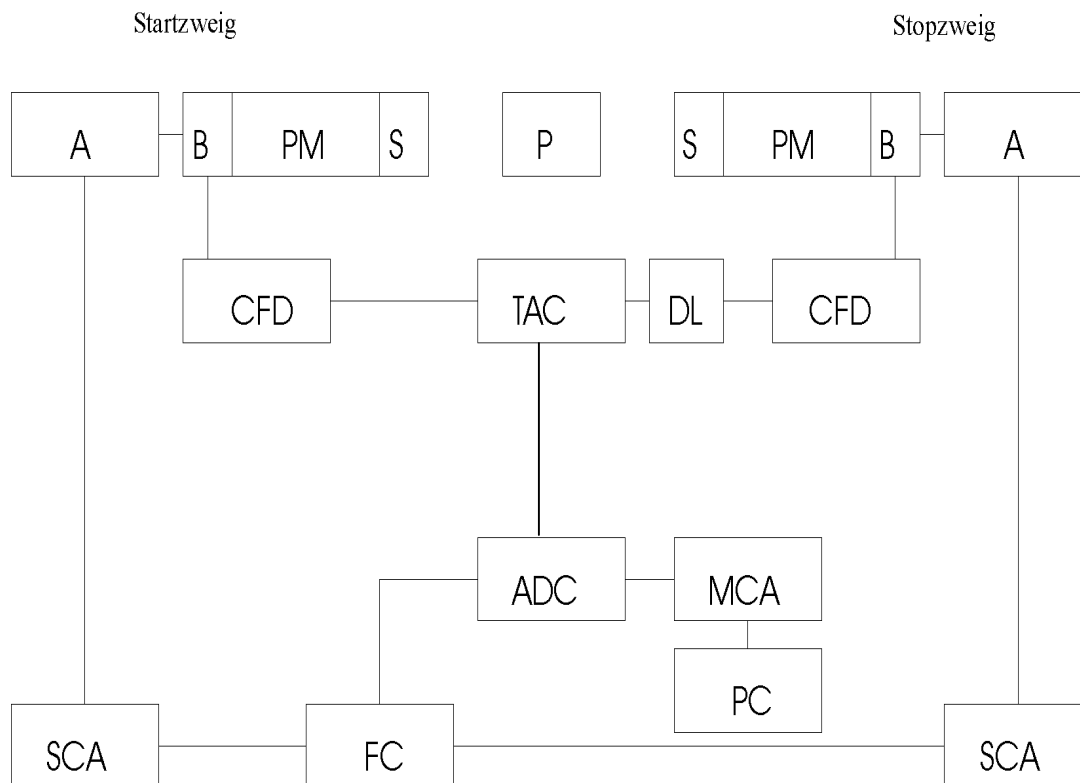 Startzweig
Stopzweig
A B PM S P S PM B A
CFD TAC DL CFD
ADC MCA
PC
SCA FC SCA